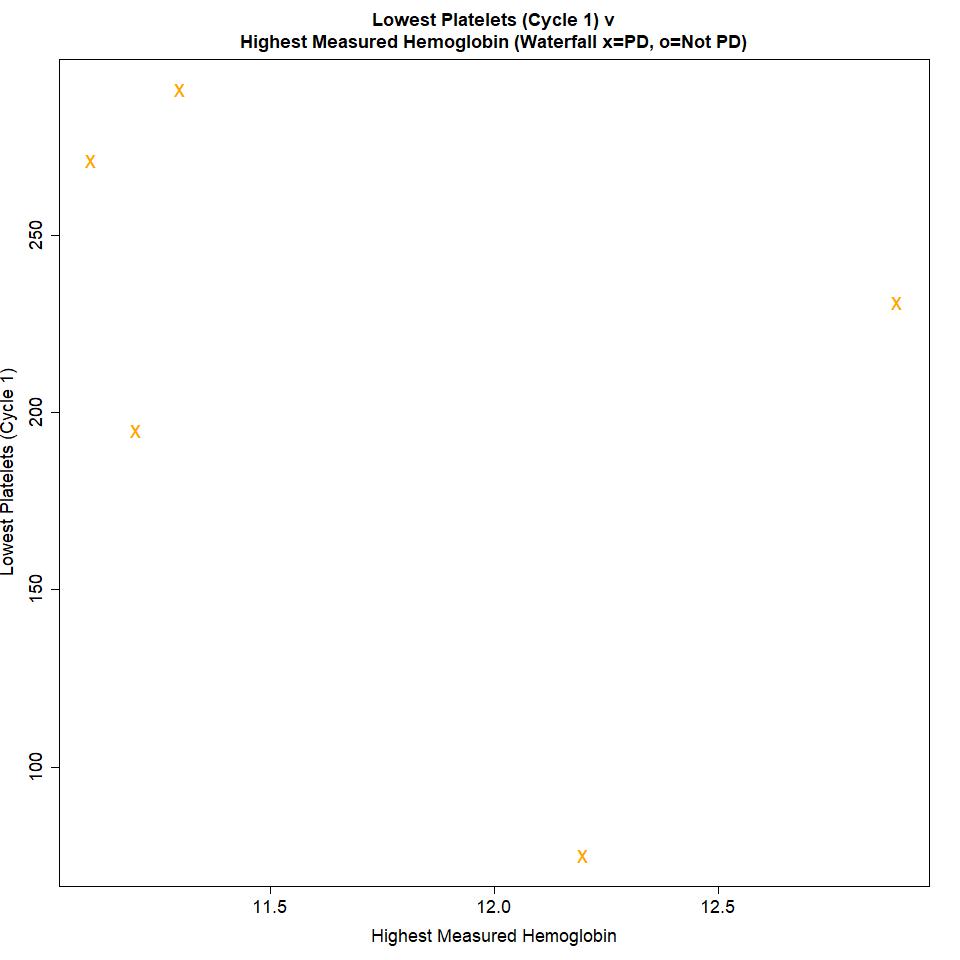 Lowest Platelets (Cycle 1) v
Highest Measured Hemoglobin (Waterfall x=PD, o=Not PD)
X
X
250
X
Lowest Platelets (Cycle 1)
200
X
150
100
X
11.5 12.0 12.5
Highest Measured Hemoglobin